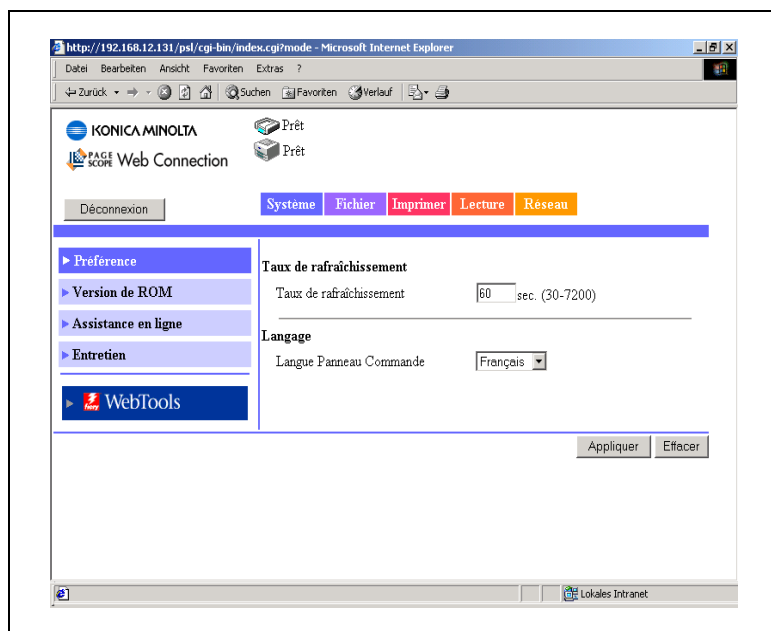 http://192.168.12.131/psl/cgi-bin/index.cgi?mode - Microsoft Internet Explorer
Datei Bearbeiten Ansicht Favoriten Extras ?
Zurück Suchen Favoriten Verlauf
KONICA MINOLTA
Prêt
PAGE SCOPE Web Connection
Prêt
Déconnexion
Système Fichier Imprimer Lecture Réseau
Préférence
Version de ROM
Assistance en ligne
Entretien
fiery WebTools
Taux de rafraîchissement
Taux de rafraîchissement 60 sec. (30-7200)
Langage
Langue Panneau Commande Français
Appliquer Effacer
Lokales Intranet